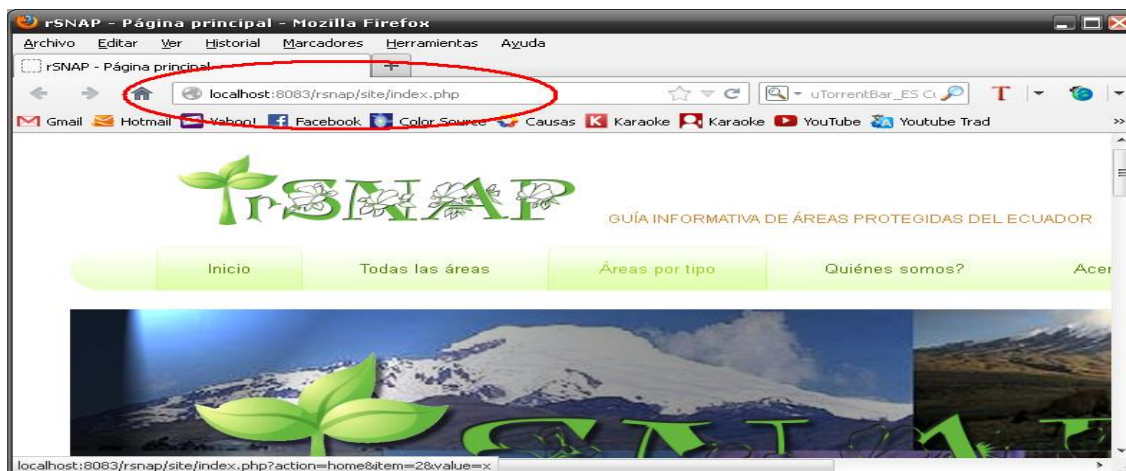 rSNAP - Página principal - Mozilla Firefox
Archivo Editar Ver Historial Marcadores Herramientas Ayuda
rSNAP - Página principal
localhost:8083/rsnap/site/index.php
uTorrentBar_ES
T
Gmail Hotmail Yahoo! Facebook Color Source Causas Karaoke Karaoke YouTube Youtube Trad »
rSNAP
GUÍA INFORMATIVA DE ÁREAS PROTEGIDAS DEL ECUADOR
Inicio Todas las áreas Áreas por tipo Quiénes somos? Acer
localhost:8083/rsnap/site/index.php?action=home&item=2&value=x